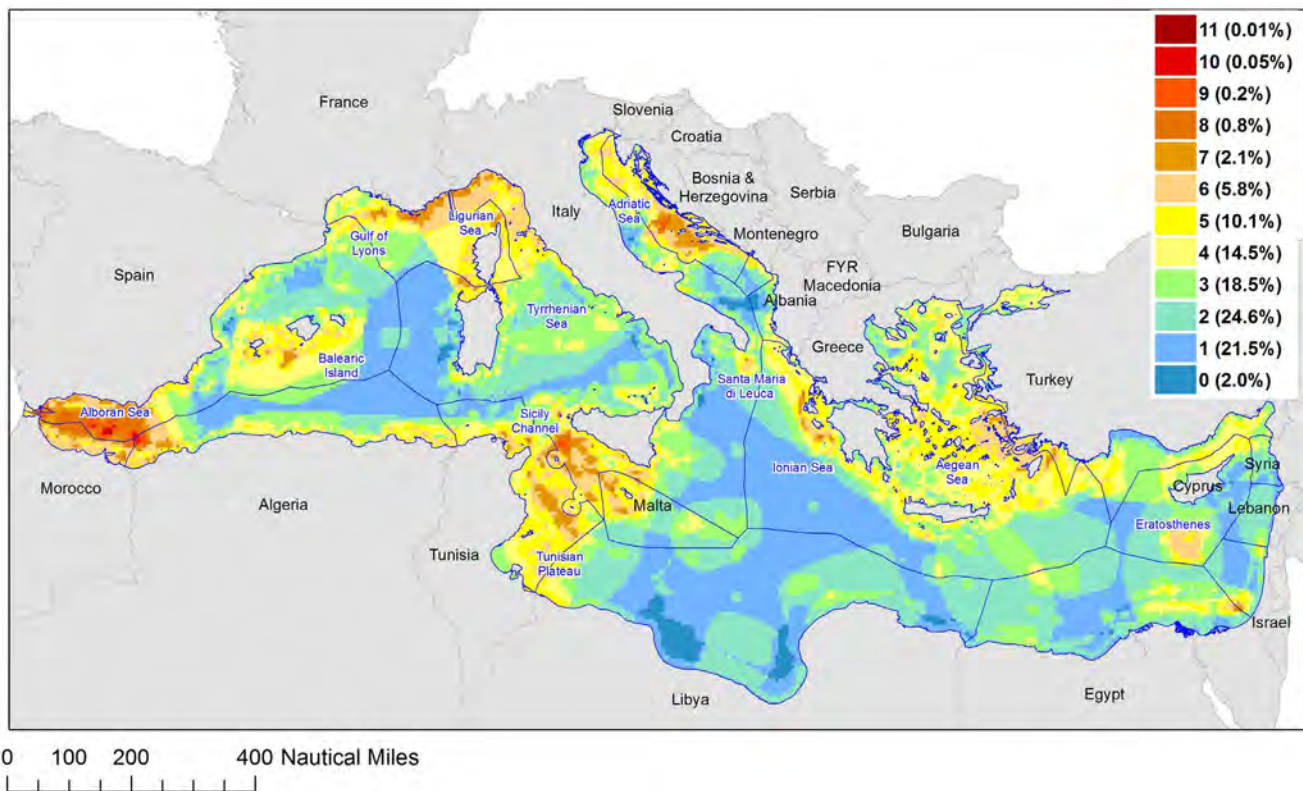 11 (0.01%)
10 (0.05%)
9 (0.2%)
8 (0.8%)
7 (2.1%)
6 (5.8%)
5 (10.1%)
4 (14.5%)
3 (18.5%)
2 (24.6%)
1 (21.5%)
0 (2.0%)
France
Slovenia
Croatia
Bosnia &
Herzegovina
Serbia
Italy
Adriatic
Sea
Ligurian
Sea
Montenegro
Bulgaria
Gulf of
Lyons
Spain
FYR
Macedonia
Albania
Tyrrhenian
Sea
Greece
Turkey
Balearic
Island
Santa Maria
di Leuca
Alboran Sea
Sicily
Channel
Ionian Sea
Aegean
Sea
Syria
Cyprus
Morocco
Algeria
Malta
Lebanon
Eratosthenes
Tunisia
Tunisian
Plateau
Israel
Libya
Egypt
0 100 200 400 Nautical Miles